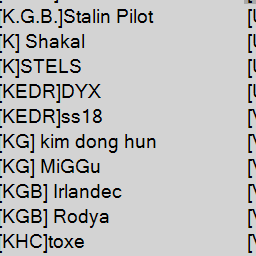 [K.G.B.]Stalin Pilot
[K] Shakal
[K]STELS
[KEDR]DYX
[KEDR]ss18
[KG] kim dong hun
[KG] MiGGu
[KGB] Irlandec
[KGB] Rodya
[KHC]toxe